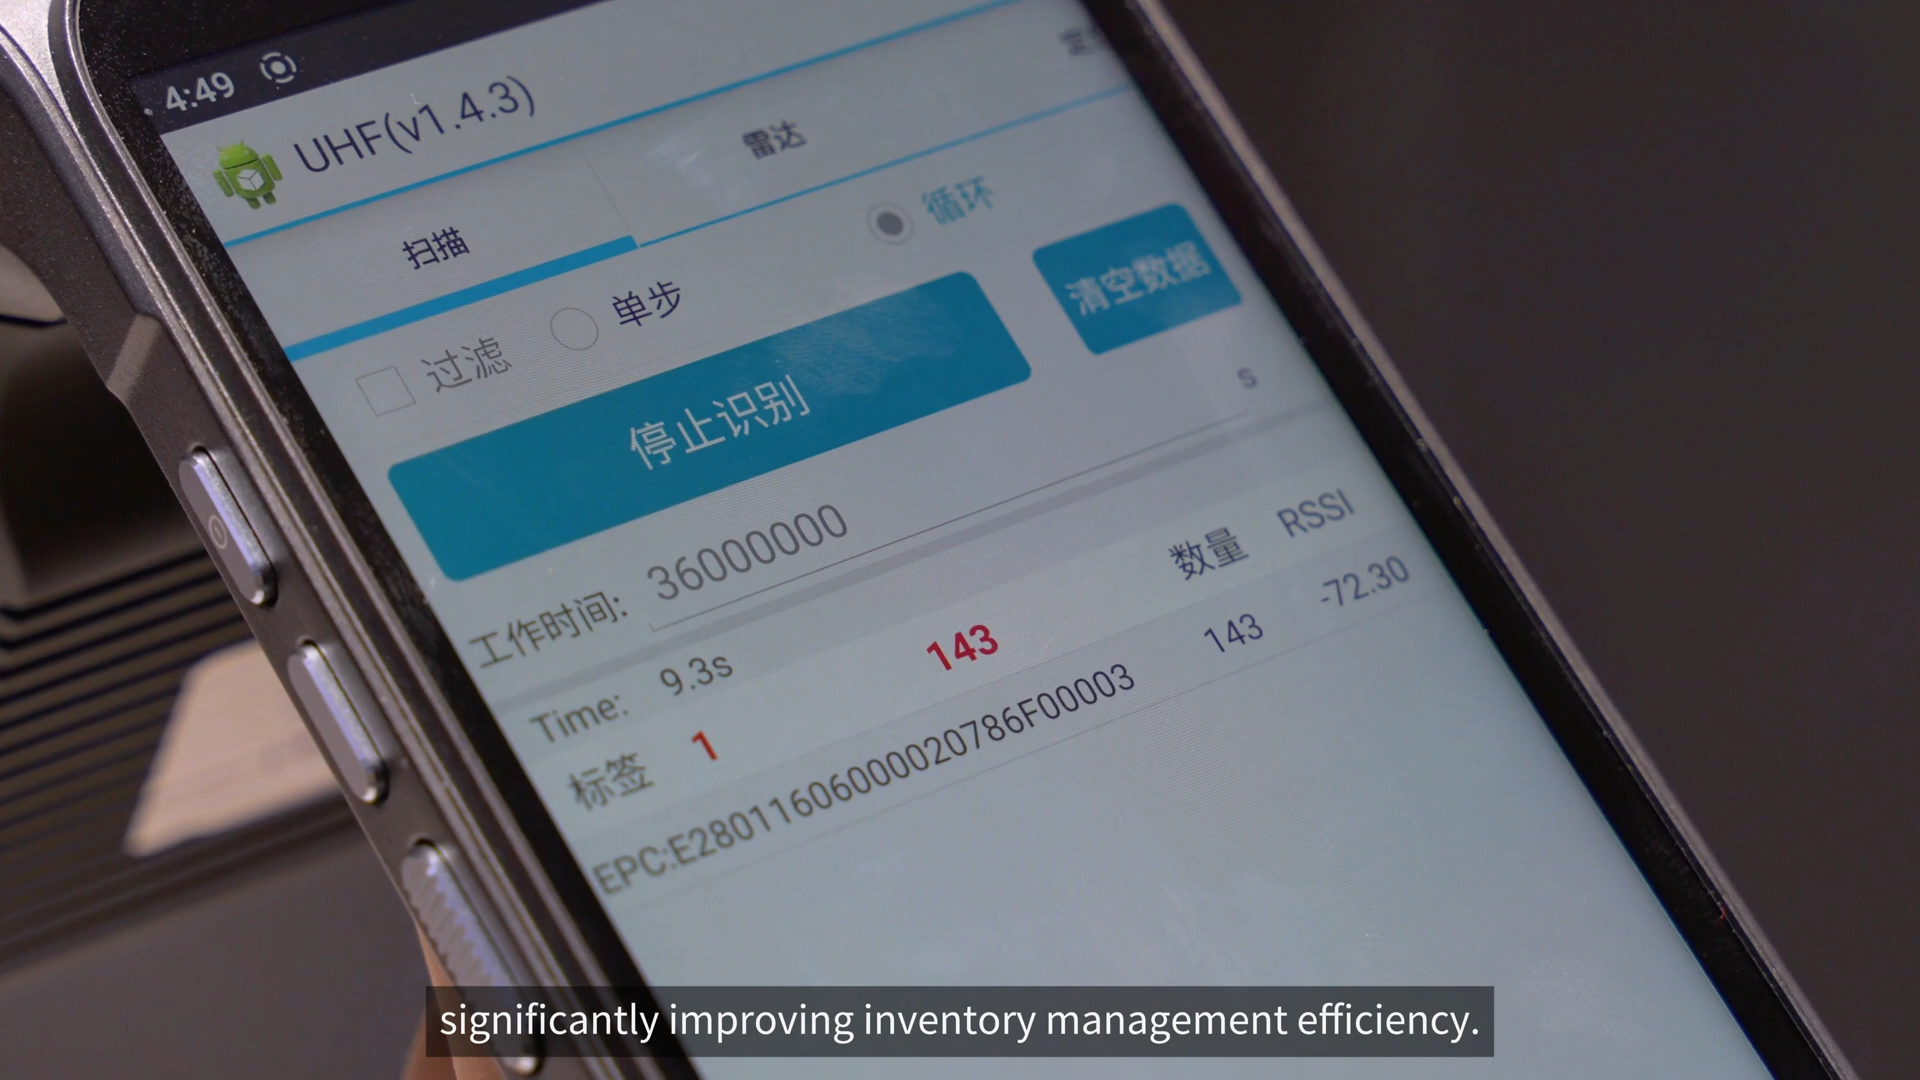 4:49
UHF(v1.4.3)
扫描 雷达
过滤 单步 循环
停止识别 清空数据
工作时间: 36000000 s
Time: 9.3s
标签 1 143 数量 RSSI
EPC:E28011606000020786F00003 143 -72.30
significantly improving inventory management efficiency.